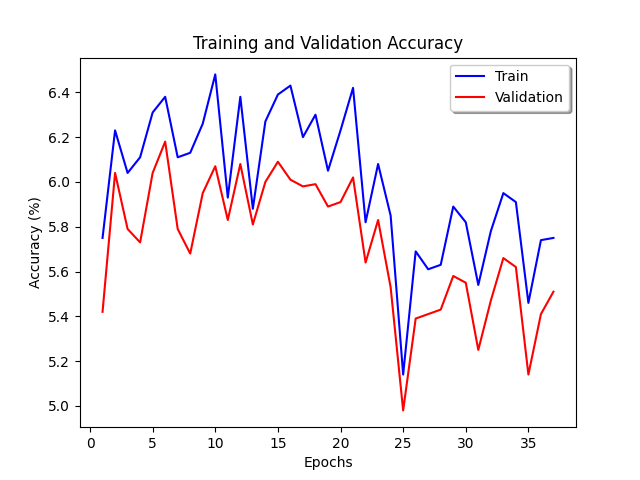 Training and Validation Accuracy
Train
Validation
Accuracy (%)
6.4
6.2
6.0
5.8
5.6
5.4
5.2
5.0
0 5 10 15 20 25 30 35
Epochs